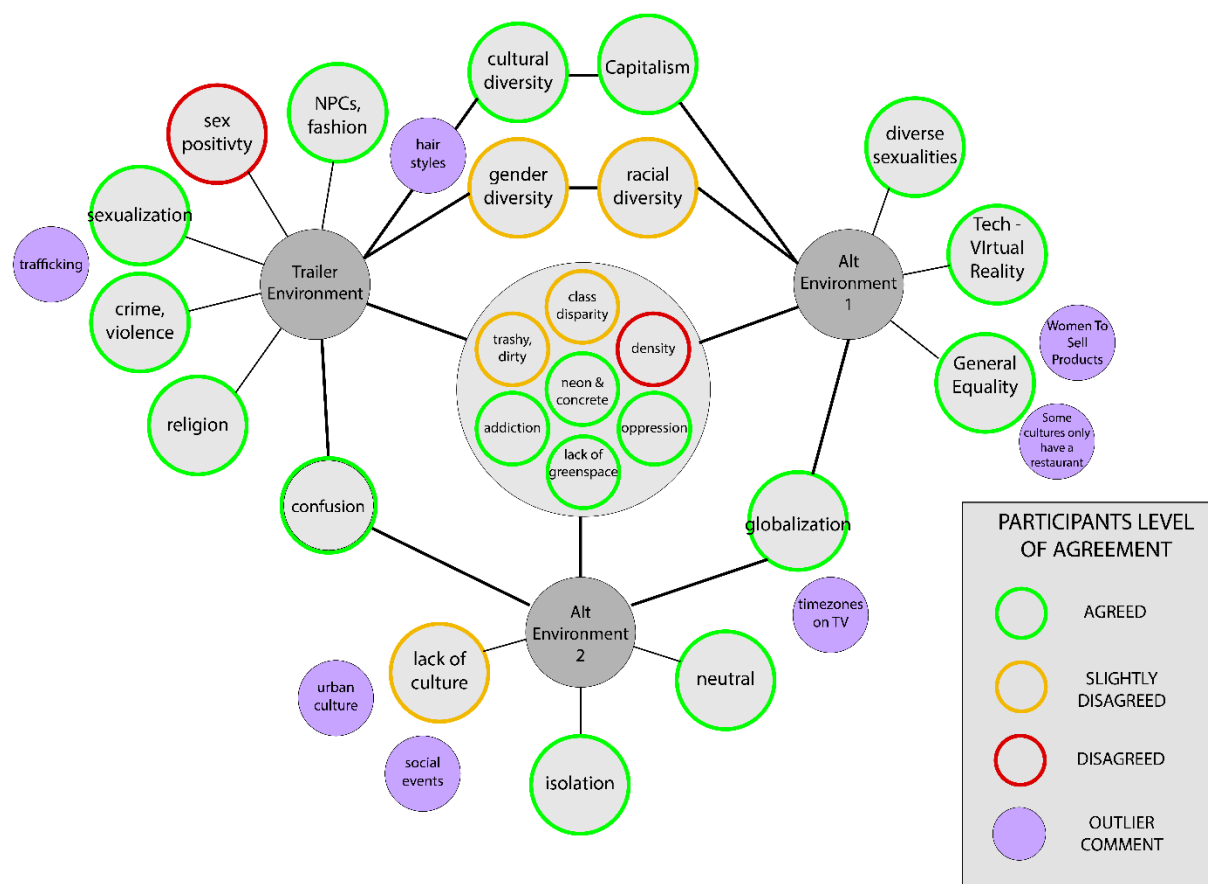 cultural
diversity
Capitalism
NPCs,
fashion
sex
positivty
hair
styles
gender
diversity
racial
diversity
diverse
sexualities
sexualization
trafficking
crime,
violence
religion
Trailer
Environment
Alt
Environment
1
Tech -
VIrtual
Reality
General
Equality
Women To
Sell
Products
Some
cultures only
have a
restaurant
class
disparity
trashy,
dirty
density
neon &
concrete
addiction
oppression
lack of
greenspace
confusion
globalization
timezones
on TV
Alt
Environment
2
lack of
culture
urban
culture
social
events
isolation
neutral
PARTICIPANTS LEVEL
OF AGREEMENT
AGREED
SLIGHTLY
DISAGREED
DISAGREED
OUTLIER
COMMENT